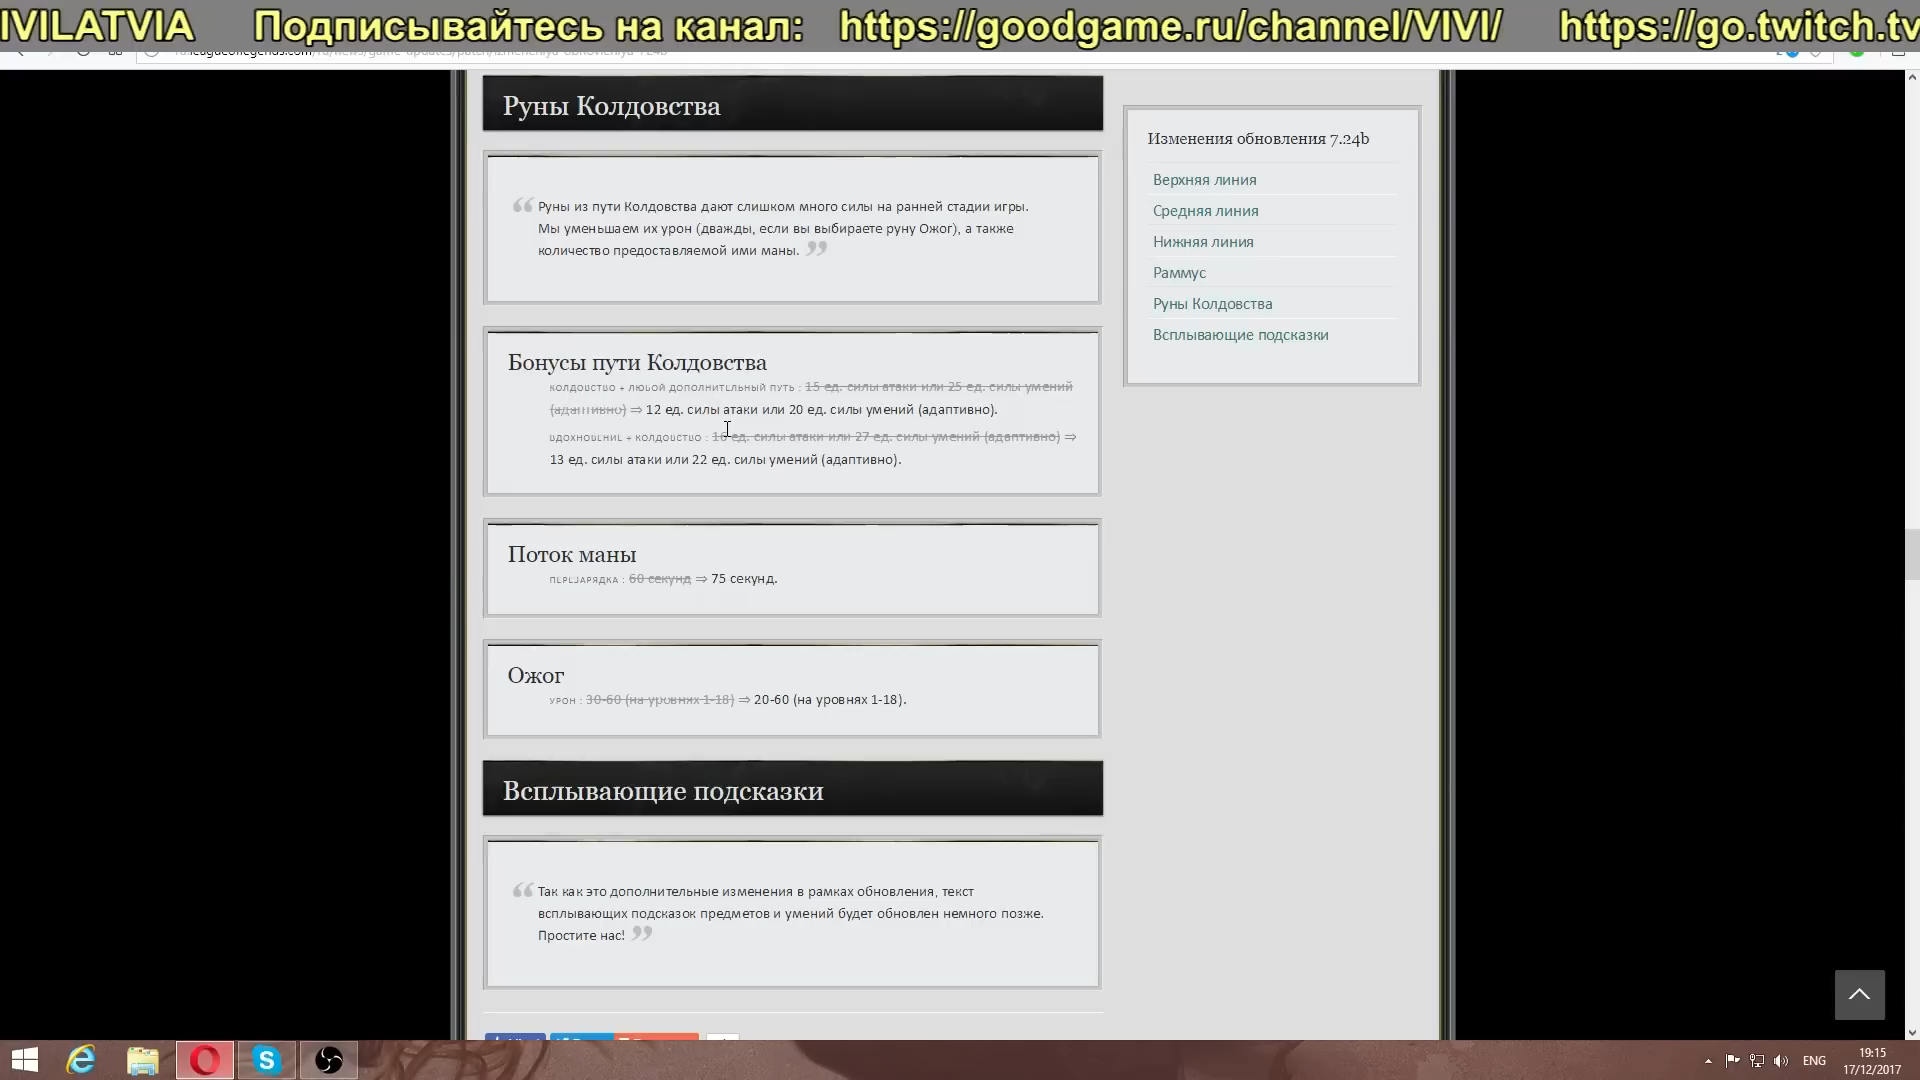 IVILATVIA Подписывайтесь на канал: https://goodgame.ru/channel/VIVI/ https://go.twitch.tv
Руны Колдовства
Руны из пути Колдовства дают слишком много силы на ранней стадии игры.
Мы уменьшаем их урон (дважды, если вы выбираете руну Ожог), а также
количество предоставляемой ими маны.
Бонусы пути Колдовства
КОЛДОВСТВО + ЛЮБОЙ ДОПОЛНИТЕЛЬНЫЙ ПУТЬ : 15 ед. силы атаки или 25 ед. силы умений
(адаптивно) ⇒ 12 ед. силы атаки или 20 ед. силы умений (адаптивно).
ВДОХНОВЕНИЕ + КОЛДОВСТВО : 16 ед. силы атаки или 27 ед. силы умений (адаптивно) ⇒
13 ед. силы атаки или 22 ед. силы умений (адаптивно).
Поток маны
ПЕРЕЗАРЯДКА : 60 секунд ⇒ 75 секунд.
Ожог
УРОН : 30-60 (на уровнях 1-18) ⇒ 20-60 (на уровнях 1-18).
Всплывающие подсказки
Так как это дополнительные изменения в рамках обновления, текст
всплывающих подсказок предметов и умений будет обновлен немного позже.
Простите нас!
Изменения обновления 7.24b
Верхняя линия
Средняя линия
Нижняя линия
Раммус
Руны Колдовства
Всплывающие подсказки
ENG
19:15
17/12/2017